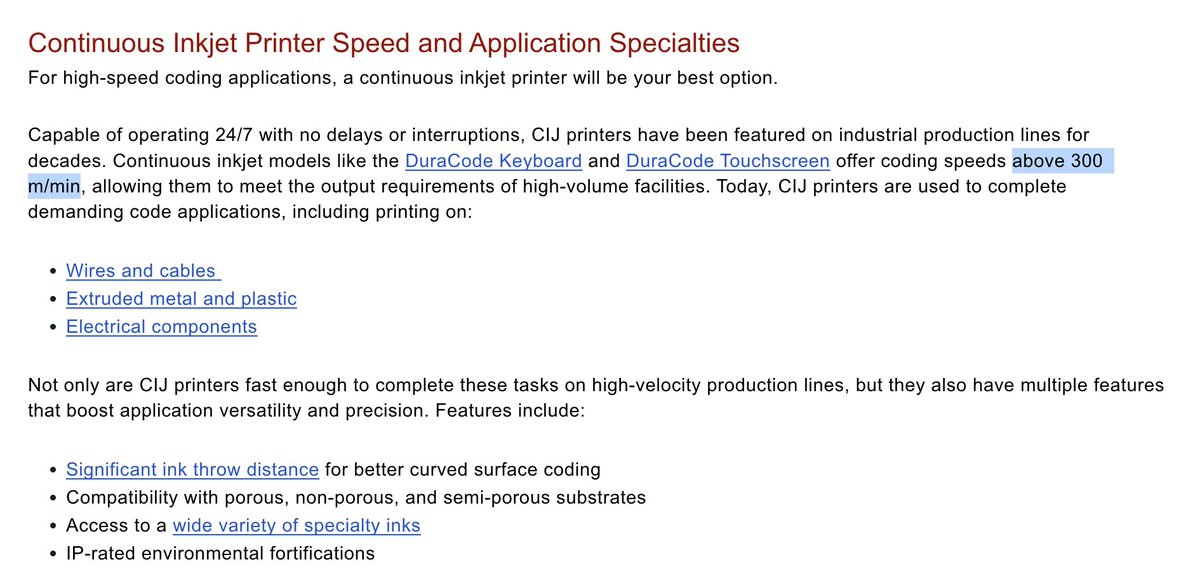 Continuous Inkjet Printer Speed and Application Specialties
For high-speed coding applications, a continuous inkjet printer will be your best option.
Capable of operating 24/7 with no delays or interruptions, CIJ printers have been featured on industrial production lines for
decades. Continuous inkjet models like the DuraCode Keyboard and DuraCode Touchscreen offer coding speeds above 300
m/min, allowing them to meet the output requirements of high-volume facilities. Today, CIJ printers are used to complete
demanding code applications, including printing on:
• Wires and cables
• Extruded metal and plastic
• Electrical components
Not only are CIJ printers fast enough to complete these tasks on high-velocity production lines, but they also have multiple features
that boost application versatility and precision. Features include:
• Significant ink throw distance for better curved surface coding
• Compatibility with porous, non-porous, and semi-porous substrates
• Access to a wide variety of specialty inks
• IP-rated environmental fortifications